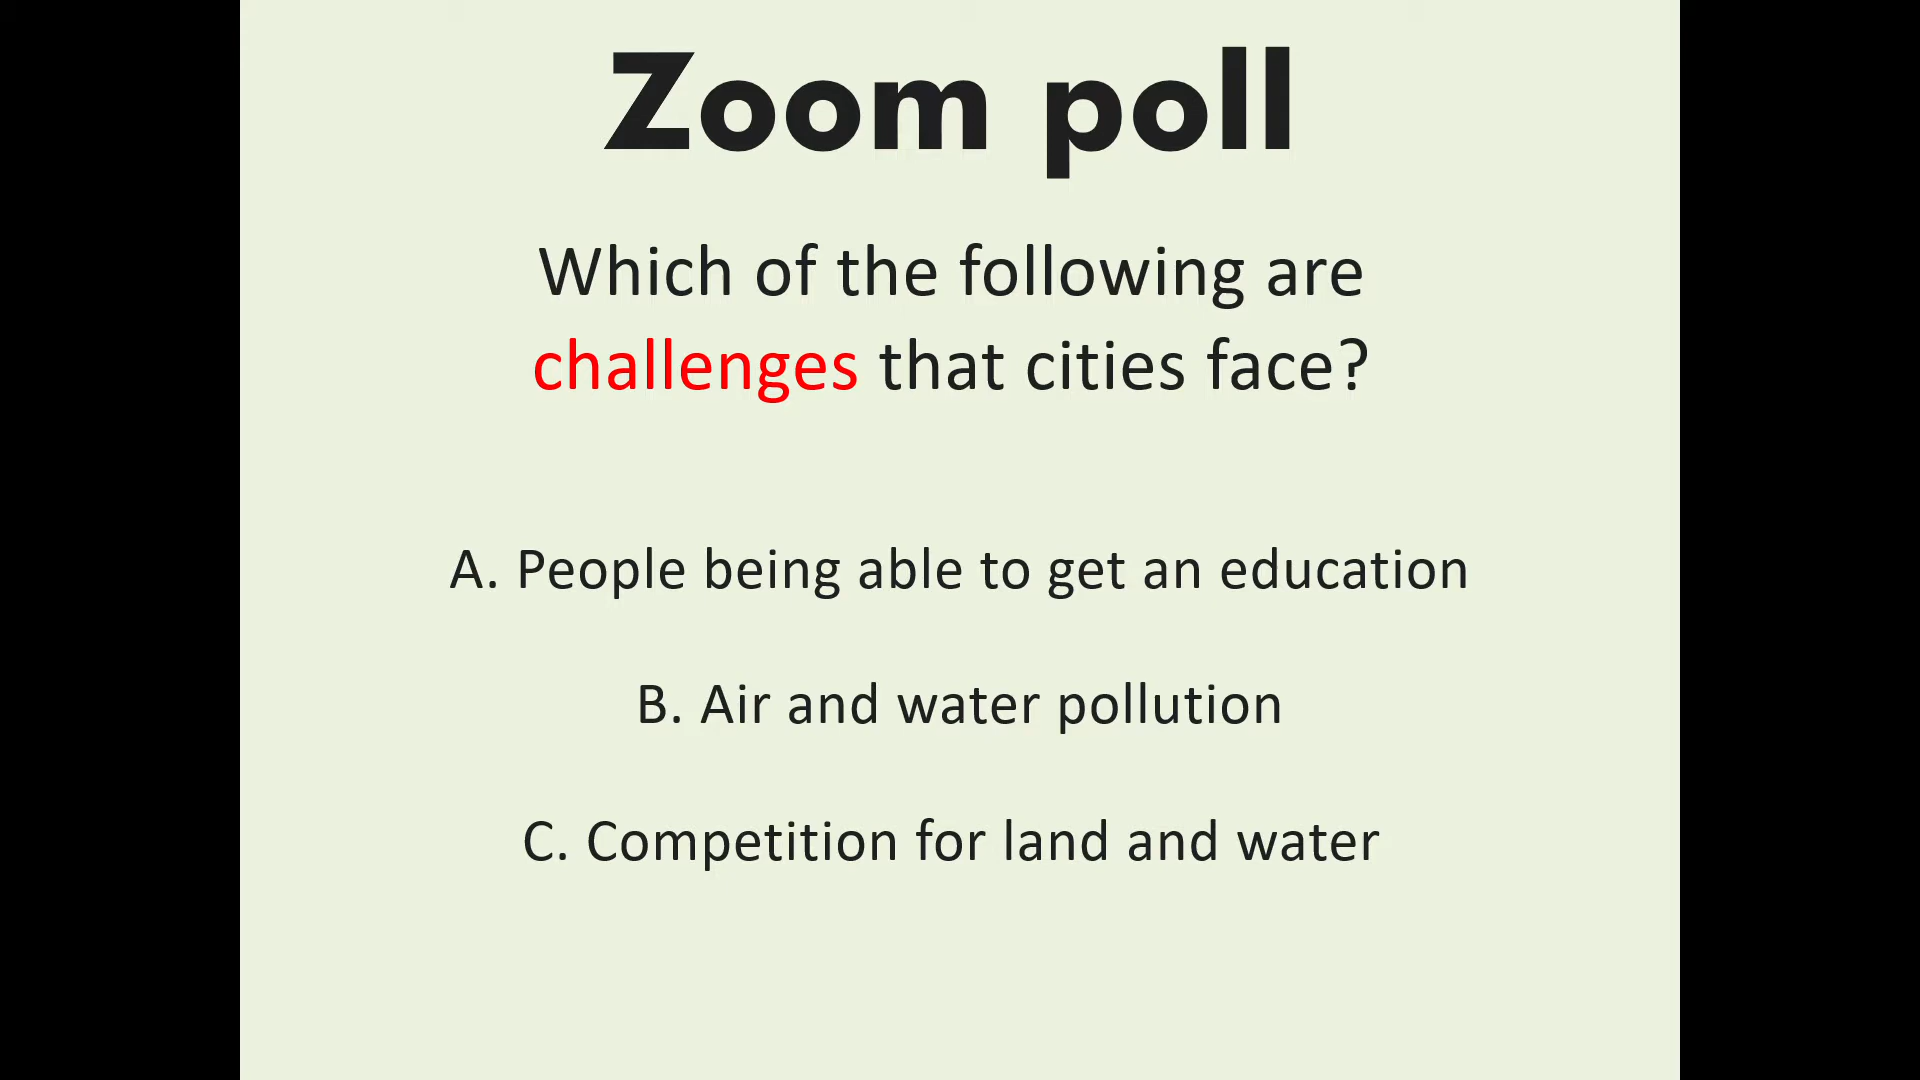 Zoom poll
Which of the following are
challenges that cities face?
A. People being able to get an education
B. Air and water pollution
C. Competition for land and water